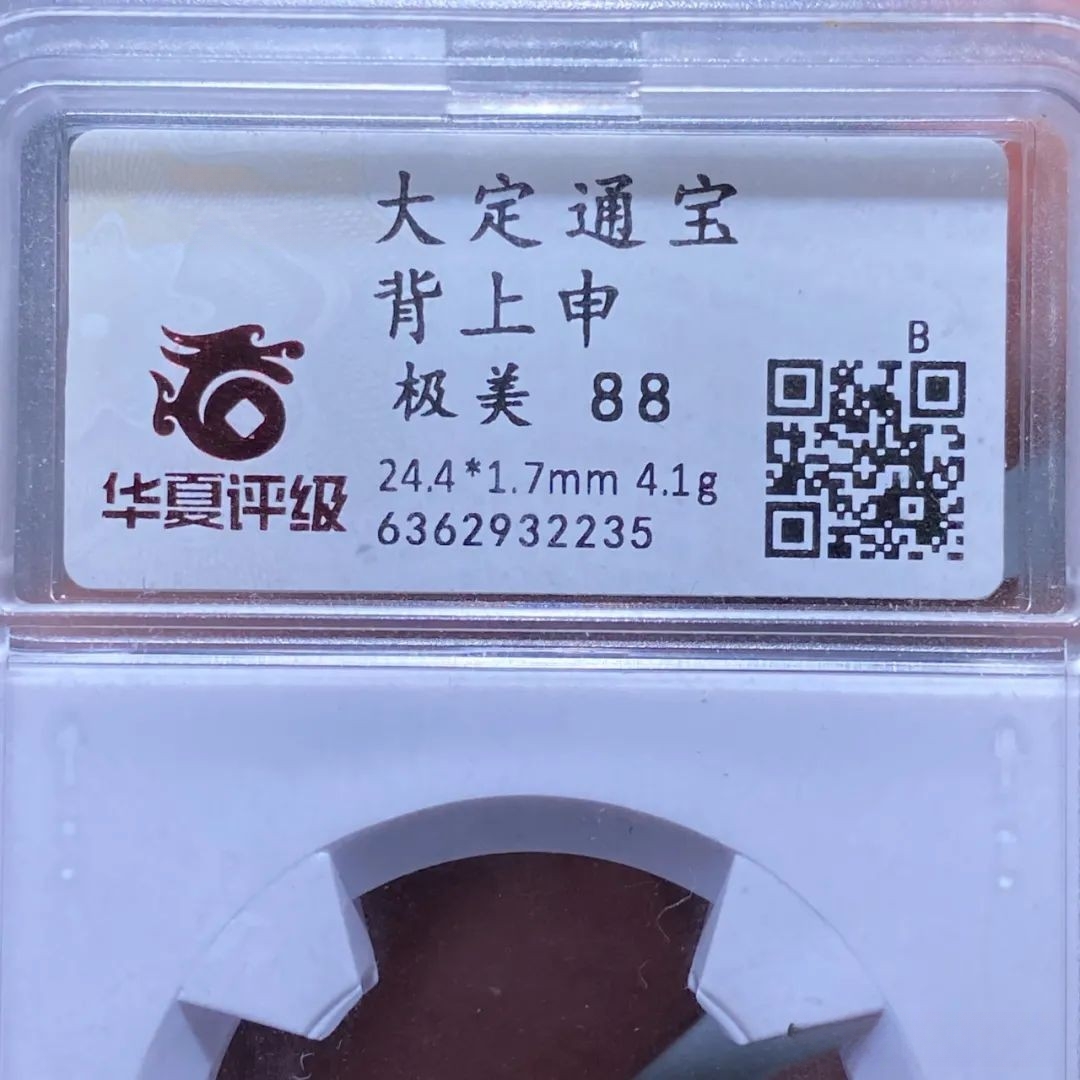 大定通宝
背上申
极美 88
24.4*1.7mm 4.1g
6362932235
华夏评级
B